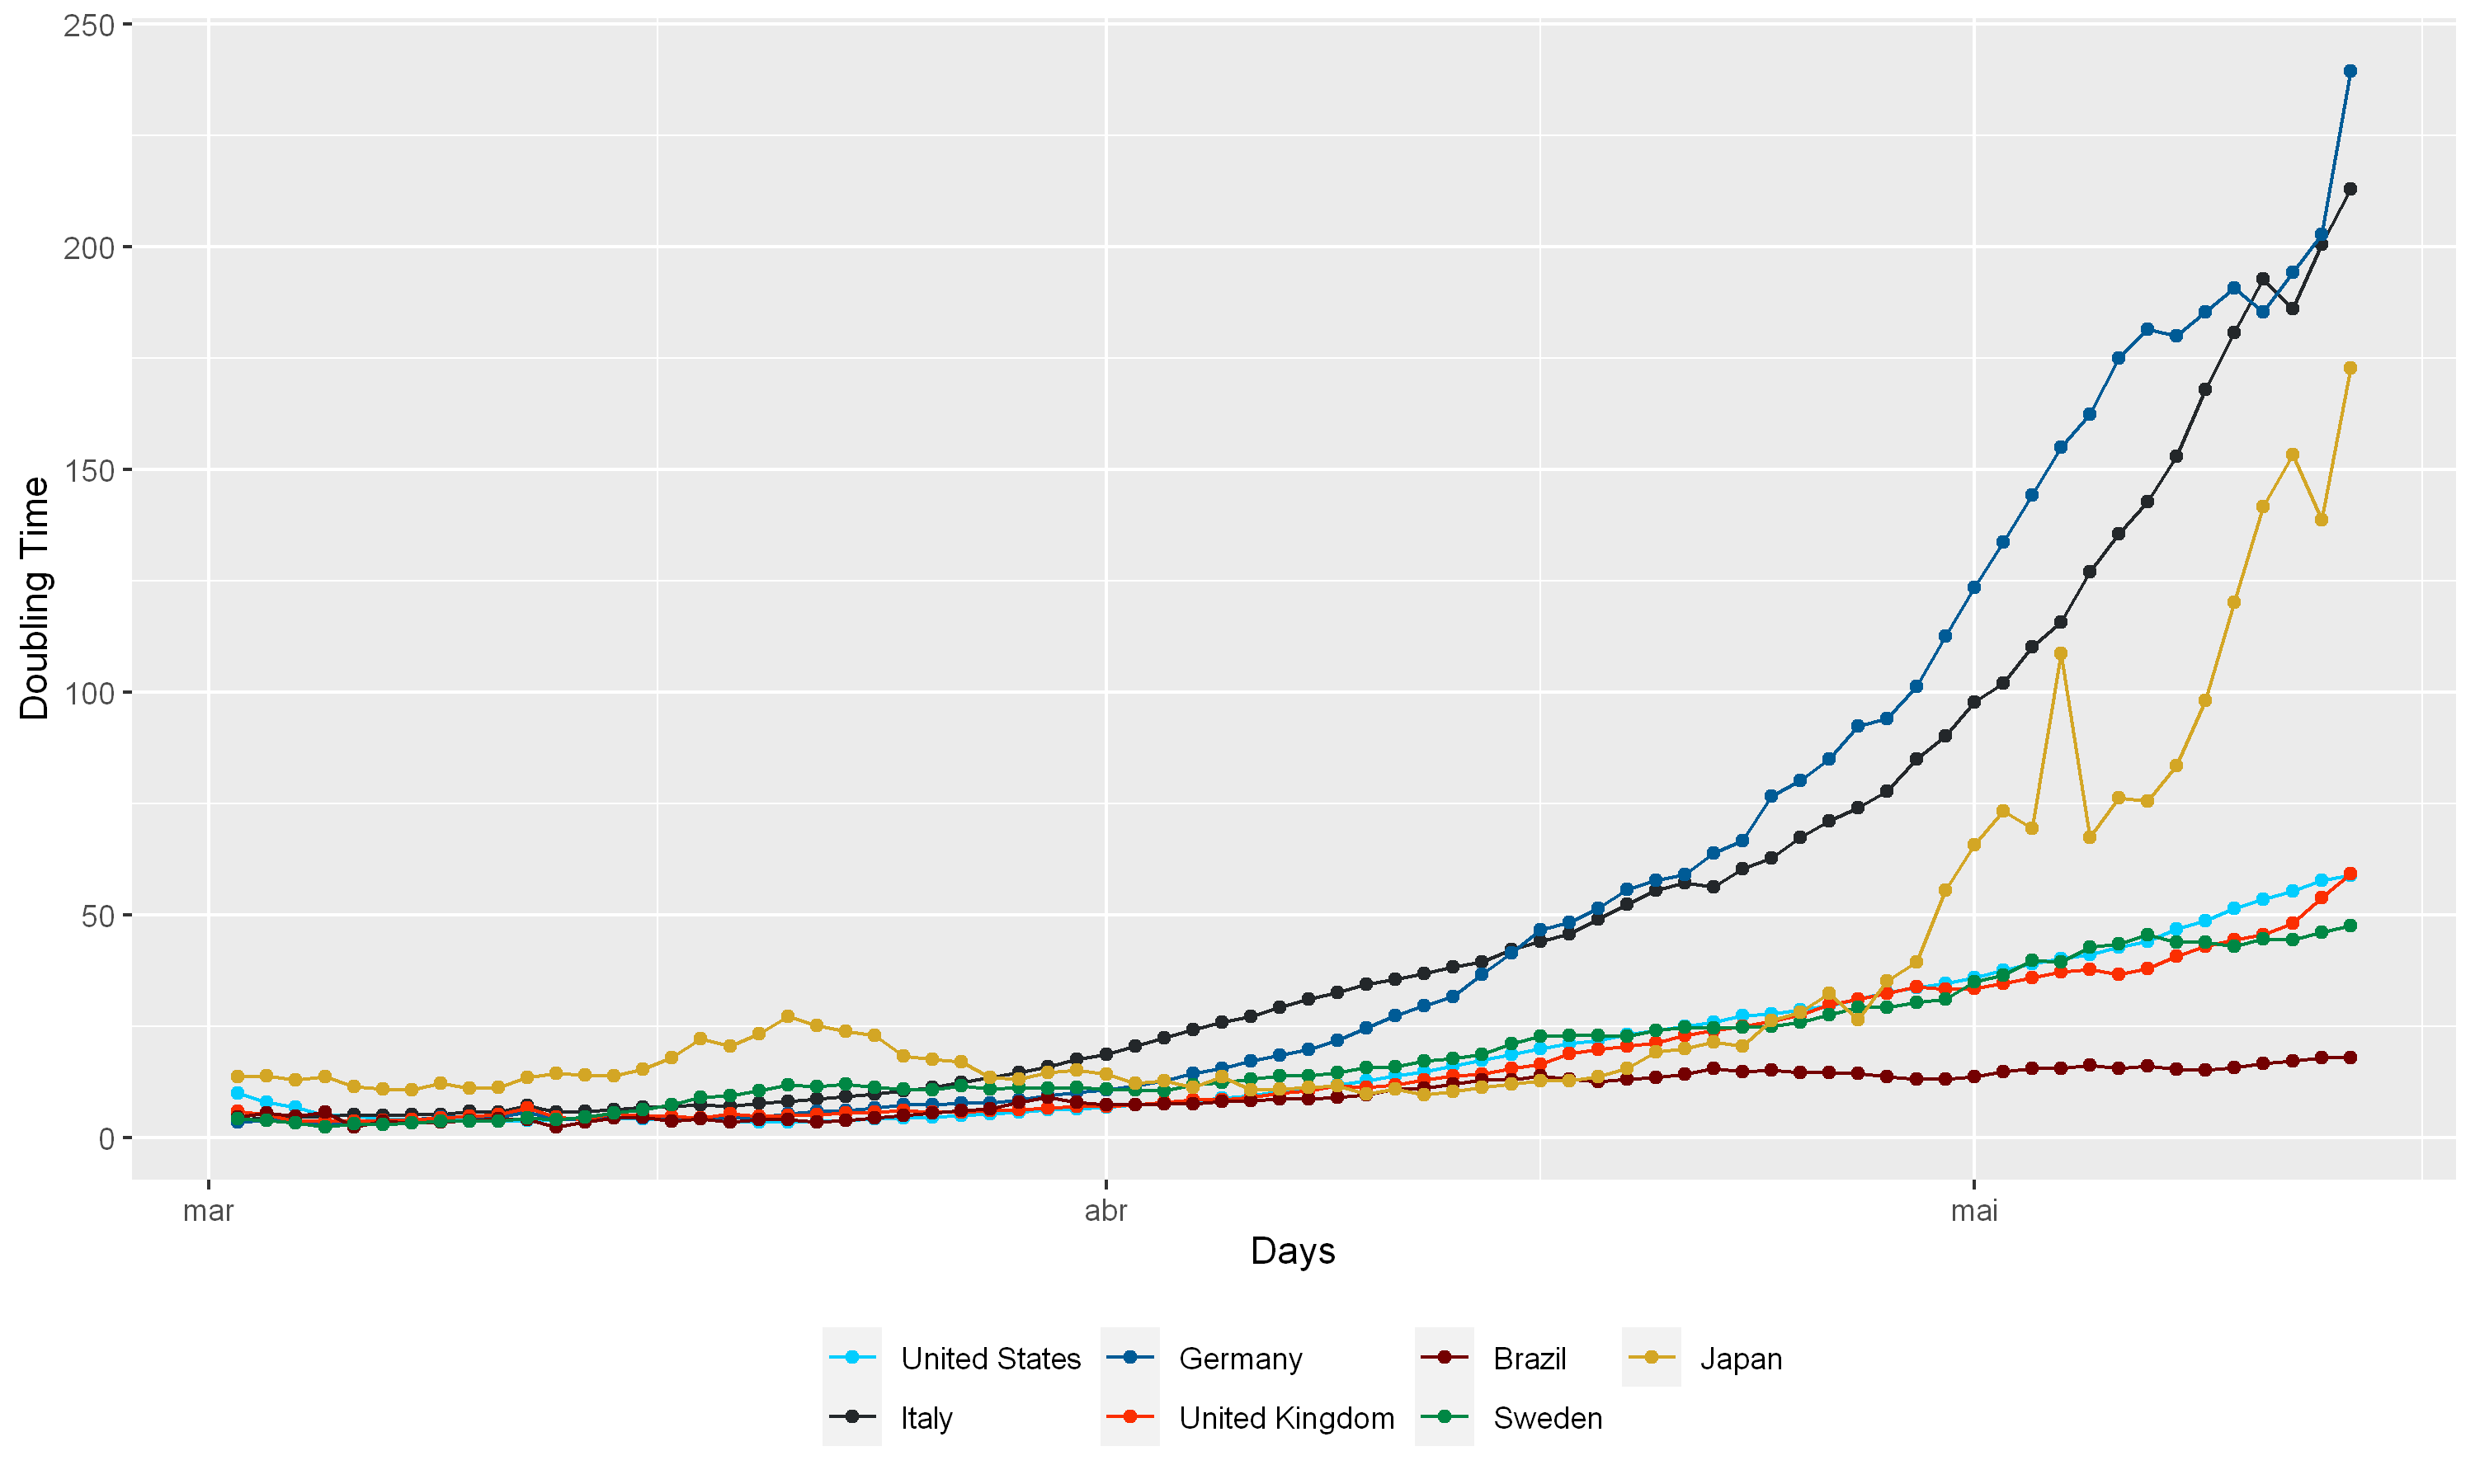 250
200
150
100
50
0
Doubling Time
mar abr mai
Days
United States Germany Brazil Japan
Italy United Kingdom Sweden